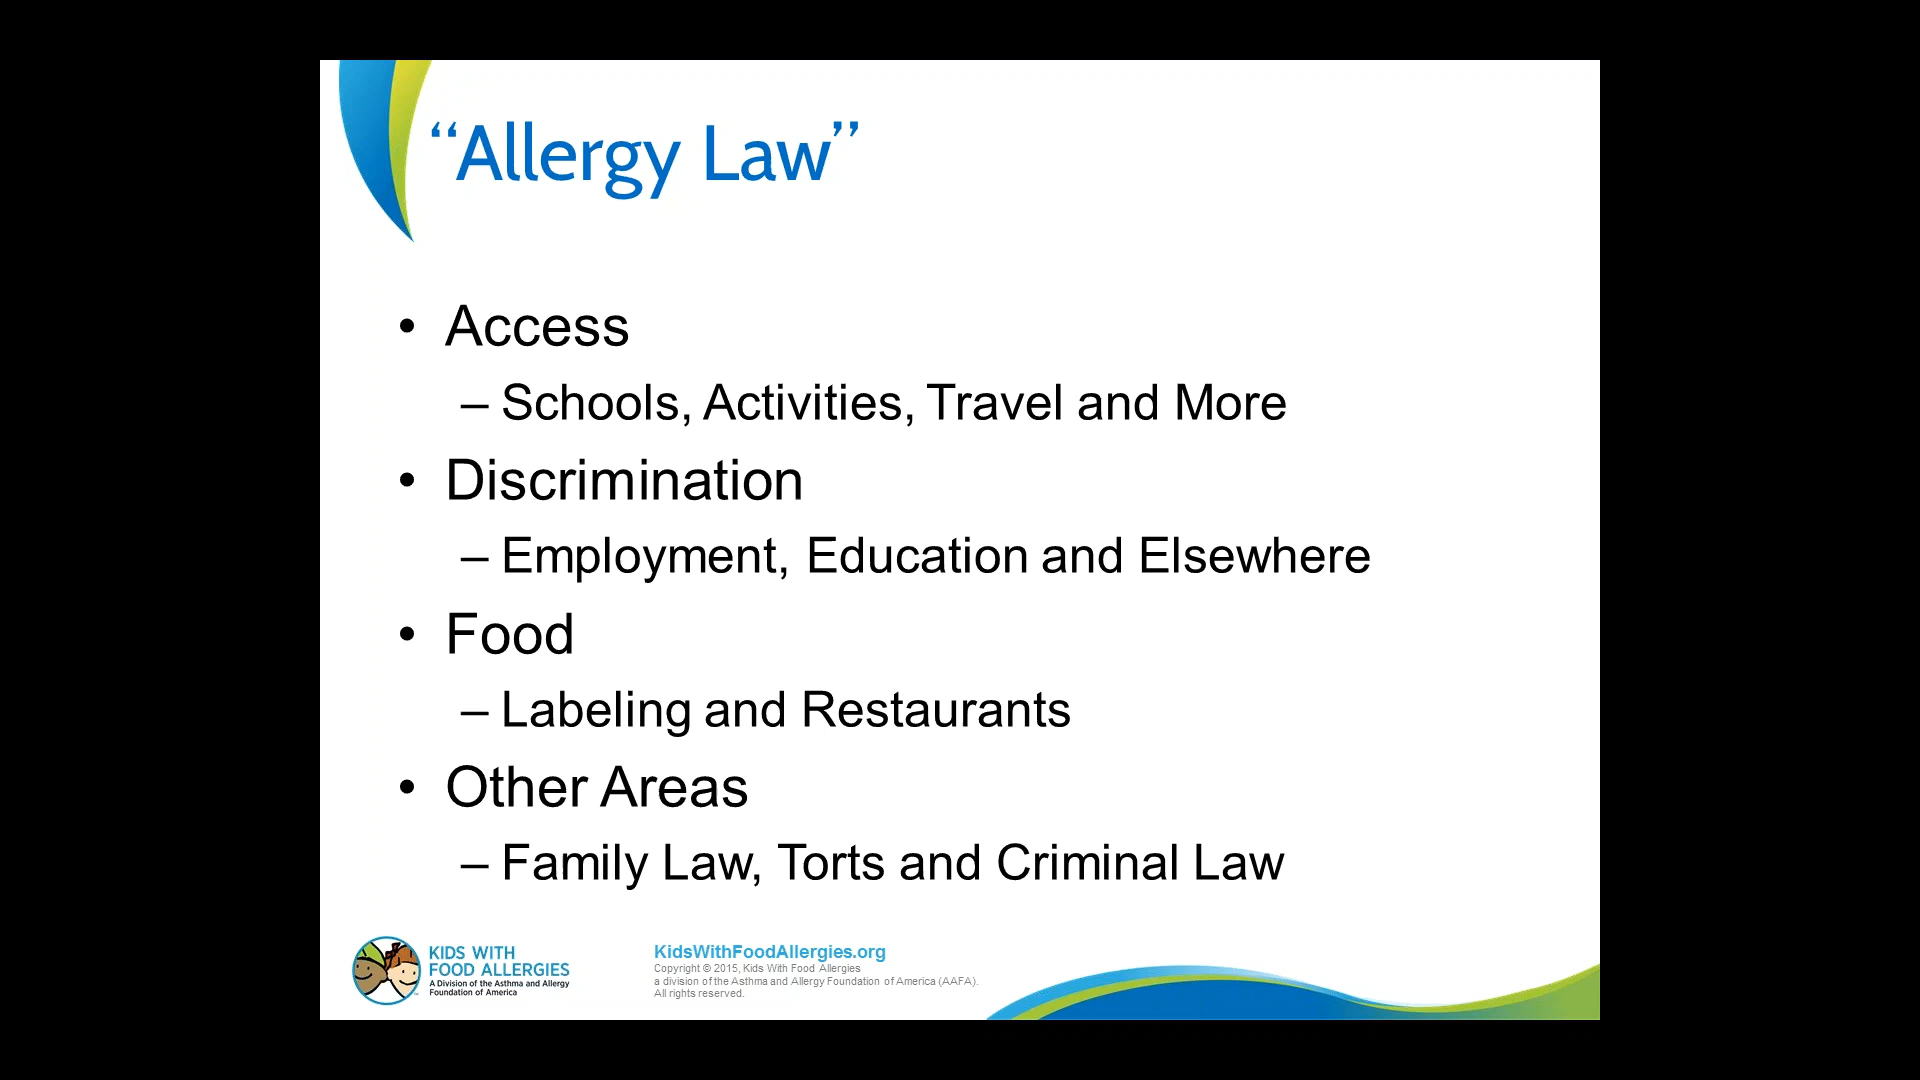 “Allergy Law”
• Access
– Schools, Activities, Travel and More
• Discrimination
– Employment, Education and Elsewhere
• Food
– Labeling and Restaurants
• Other Areas
– Family Law, Torts and Criminal Law
KIDS WITH
FOOD ALLERGIES
A Division of the Asthma and Allergy
Foundation of America
KidsWithFoodAllergies.org
Copyright © 2015, Kids With Food Allergies
a division of the Asthma and Allergy Foundation of America (AAFA).
All rights reserved.